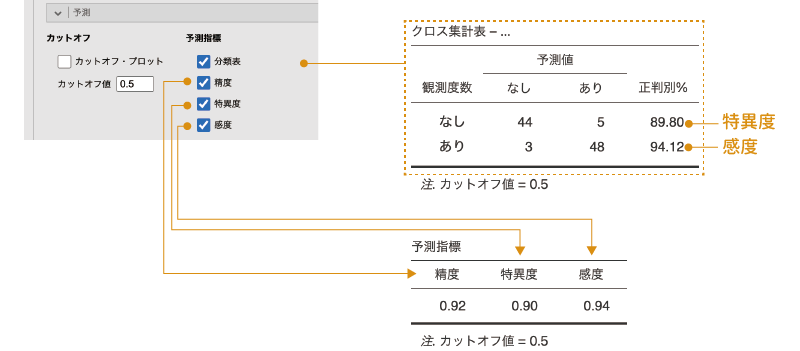 予測
カットオフ
カットオフ・プロット
カットオフ値 0.5
予測指標
分類表
精度
特異度
感度
クロス集計表 – ...
予測値
観測度数 なし あり 正判別%
なし 44 5 89.80
あり 3 48 94.12
特異度
感度
注. カットオフ値 = 0.5
予測指標
精度 特異度 感度
0.92 0.90 0.94
注. カットオフ値 = 0.5